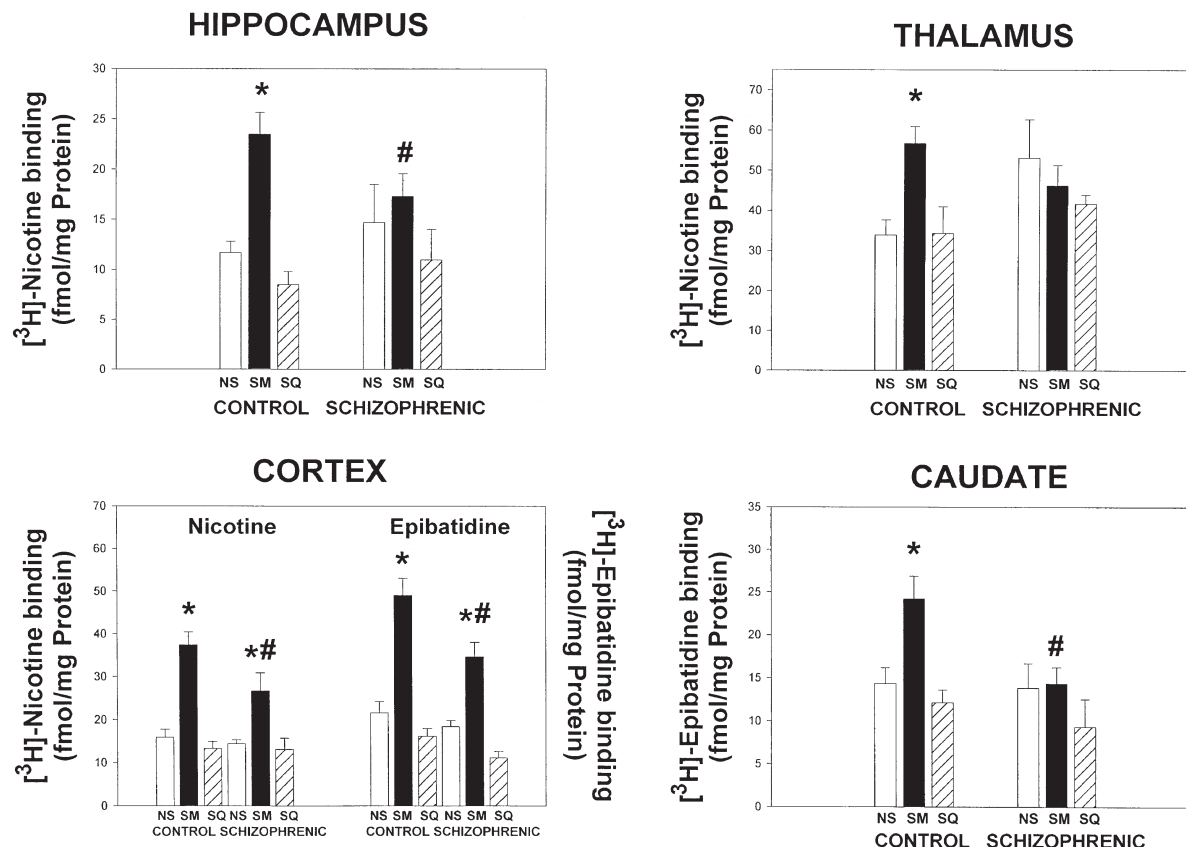 HIPPOCAMPUS
[3H]-Nicotine binding
(fmol/mg Protein)
30
25
20
15
10
5
0
*
#
NS SM SQ NS SM SQ
CONTROL SCHIZOPHRENIC
THALAMUS
[3H]-Nicotine binding
(fmol/mg Protein)
70
60
50
40
30
20
10
0
*
NS SM SQ NS SM SQ
CONTROL SCHIZOPHRENIC
CORTEX
[3H]-Nicotine binding
(fmol/mg Protein)
70
60
50
40
30
20
10
0
Nicotine Epibatidine
*
*#
*
*#
NS SM SQ NS SM SQ NS SM SQ NS SM SQ
CONTROL SCHIZOPHRENIC CONTROL SCHIZOPHRENIC
[3H]-Epibatidine binding
(fmol/mg Protein)
CAUDATE
[3H]-Epibatidine binding
(fmol/mg Protein)
35
30
25
20
15
10
5
0
*
#
NS SM SQ NS SM SQ
CONTROL SCHIZOPHRENIC